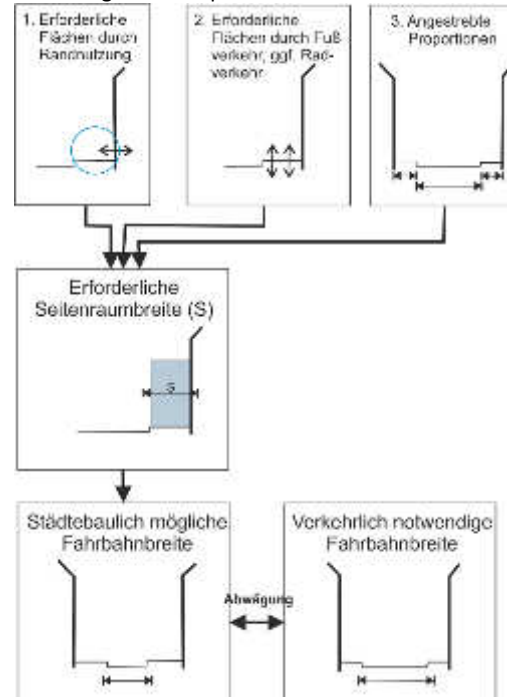 1. Erforderliche
Flächen durch
Randnutzung
2. Erforderliche
Flächen durch Fuß
verkehr, ggf. Rad-
verkehr
3. Angestrebte
Proportionen
Erforderliche
Seitenraumbreite (S)
S
Städtebaulich mögliche
Fahrbahnbreite
Abwägung
Verkehrlich notwendige
Fahrbahnbreite